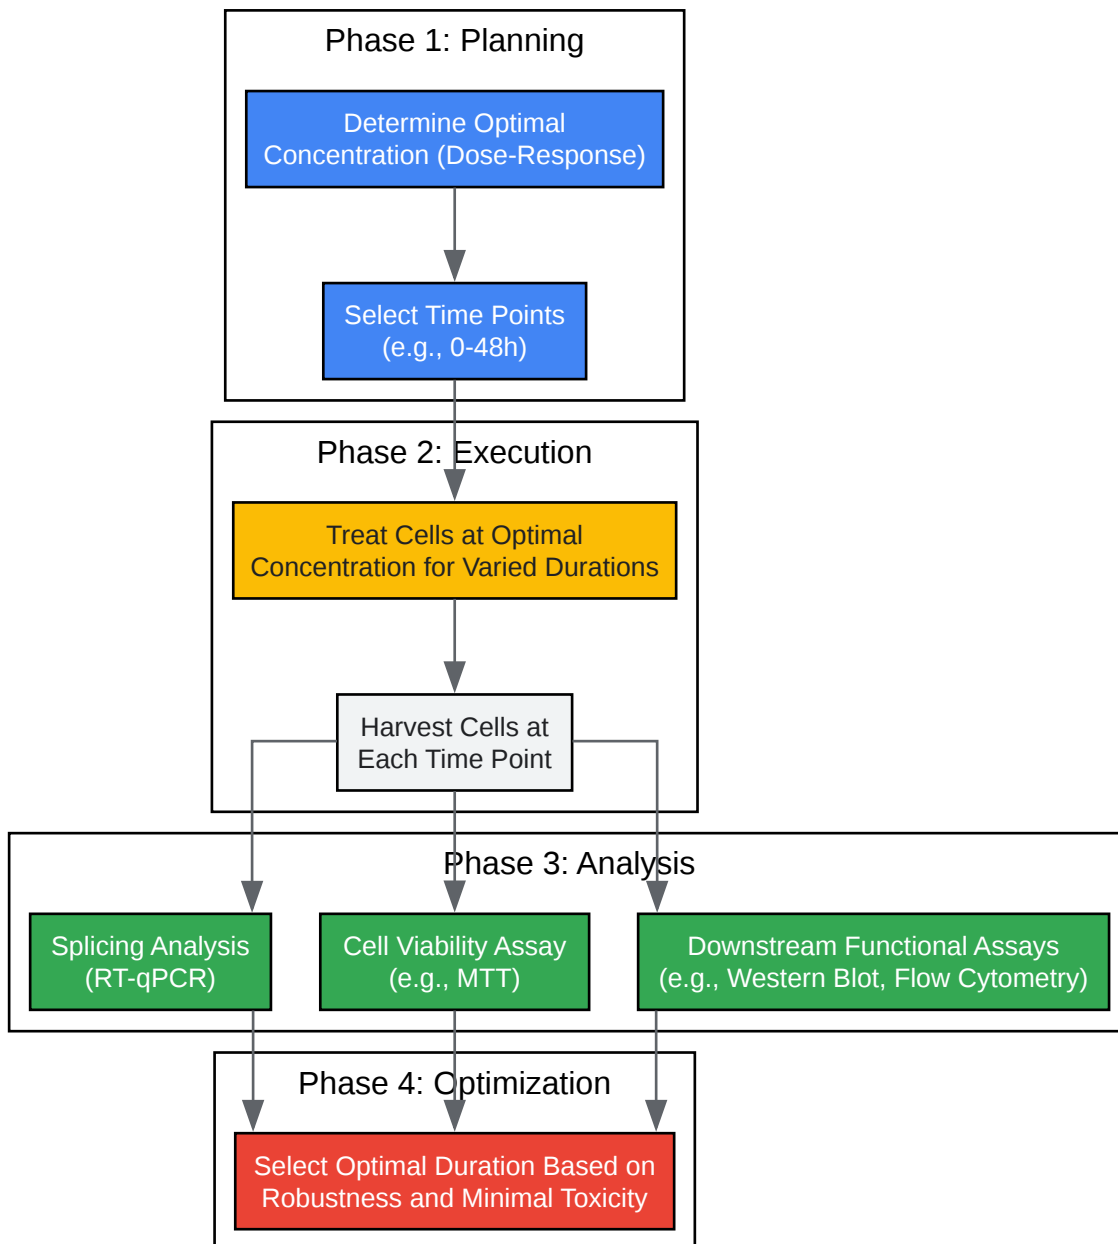 Phase 1: Planning
Determine Optimal
Concentration (Dose-Response)
Select Time Points
(e.g., 0-48h)
Phase 2: Execution
Treat Cells at Optimal
Concentration for Varied Durations
Harvest Cells at
Each Time Point
Phase 3: Analysis
Splicing Analysis
(RT-qPCR)
Cell Viability Assay
(e.g., MTT)
Downstream Functional Assays
(e.g., Western Blot, Flow Cytometry)
Phase 4: Optimization
Select Optimal Duration Based on
Robustness and Minimal Toxicity